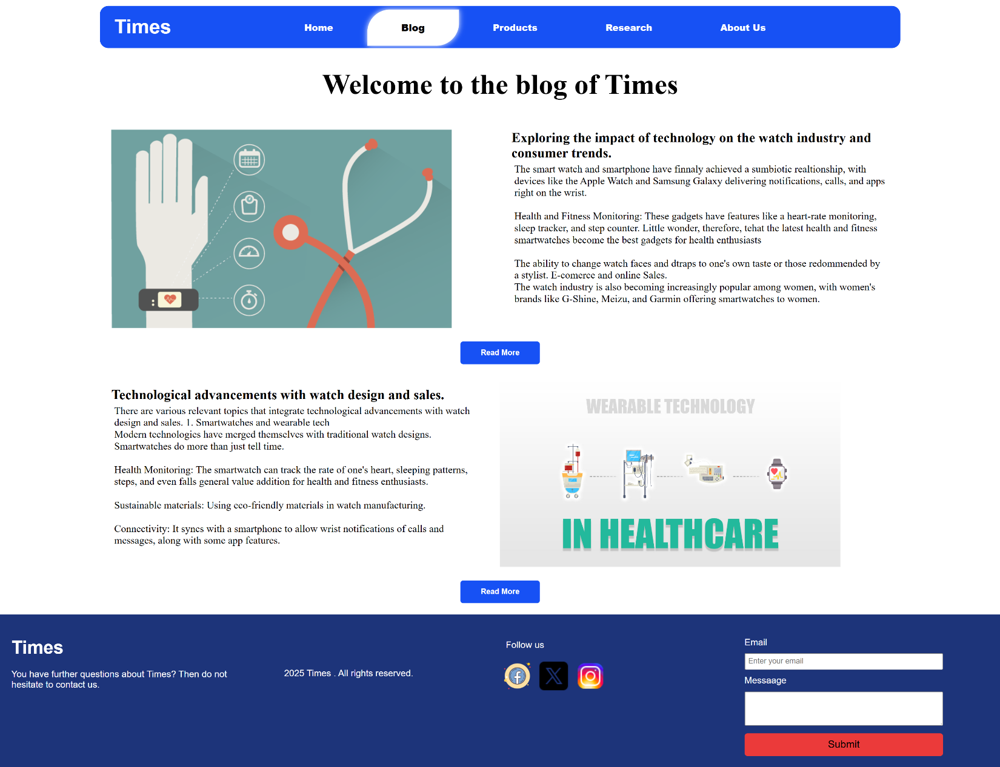 Times
Home
Blog
Products
Research
About Us
Welcome to the blog of Times
Exploring the impact of technology on the watch industry and
consumer trends.
The smart watch and smartphone have finnaly achieved a sumbiotic realtionship, with
devices like the Apple Watch and Samsung Galaxy delivering notifications, calls, and apps
right on the wrist.
Health and Fitness Monitoring: These gadgets have features like a heart-rate monitoring,
sleep tracker, and step counter. Little wonder, therefore, tehat the latest health and fitness
smartwatches become the best gadgets for health enthusiasts
The ability to change watch faces and dtraps to one's own taste or those redommended by
a stylist. E-comerce and online Sales.
The watch industry is also becoming increasingly popular among women, with women's
brands like G-Shine, Meizu, and Garmin offering smartwatches to women.
Read More
Technological advancements with watch design and sales.
There are various relevant topics that integrate technological advancements with watch
design and sales. 1. Smartwatches and wearable tech
Modern technologies have merged themselves with traditional watch designs.
Smartwatches do more than just tell time.
Health Monitoring: The smartwatch can track the rate of one's heart, sleeping patterns,
steps, and even falls general value addition for health and fitness enthusiasts.
Sustainable materials: Using eco-friendly materials in watch manufacturing.
Connectivity: It syncs with a smartphone to allow wrist notifications of calls and
messages, along with some app features.
WEARABLE TECHNOLOGY
IN HEALTHCARE
Read More
Times
You have further questions about Times? Then do not
hesitate to contact us.
2025 Times . All rights reserved.
Follow us
Email
Enter your email
Messaage
Submit